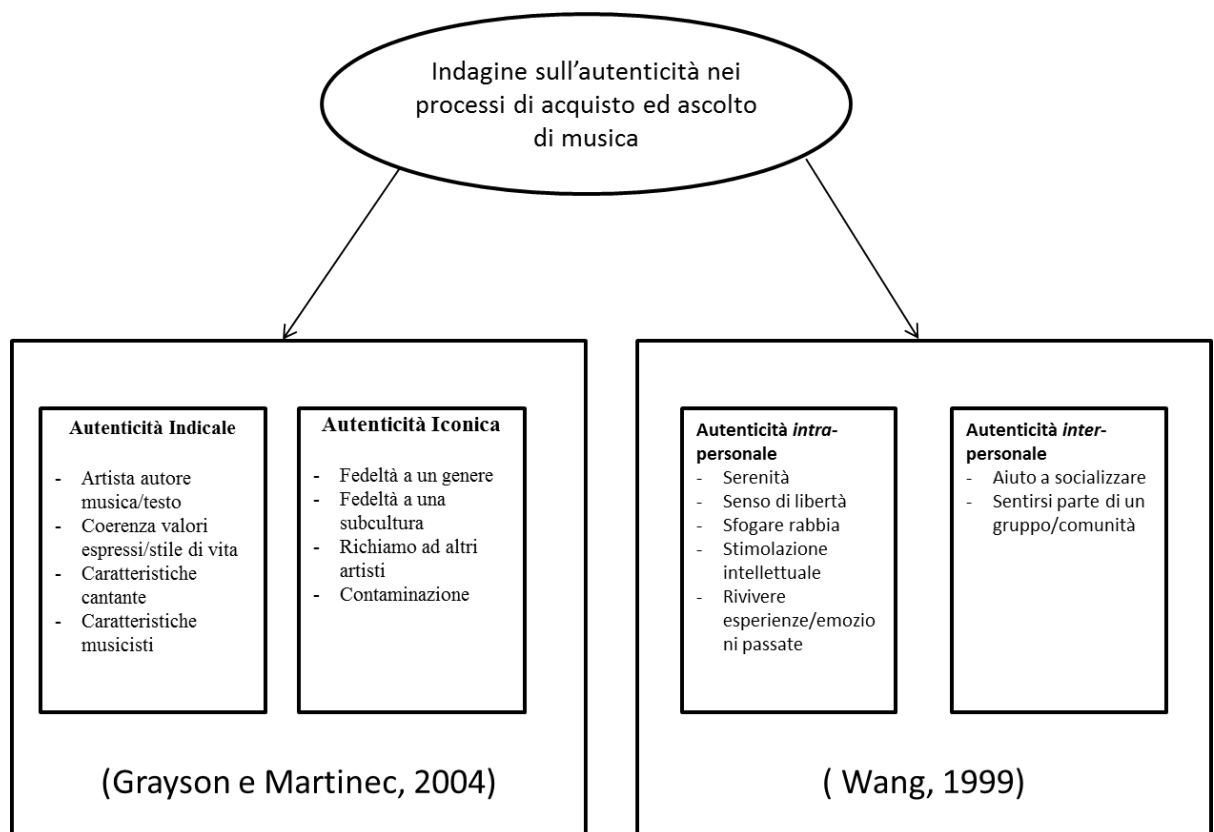 Indagine sull’autenticità nei
processi di acquisto ed ascolto
di musica
Autenticità Indicale
- Artista autore
musica/testo
- Coerenza valori
espressi/stile di vita
- Caratteristiche
cantante
- Caratteristiche
musicisti
Autenticità Iconica
- Fedeltà a un genere
- Fedeltà a una
subcultura
- Richiamo ad altri
artisti
- Contaminazione
(Grayson e Martinec, 2004)
Autenticità intra-
personale
- Serenità
- Senso di libertà
- Sfogare rabbia
- Stimolazione
intellettuale
- Rivivere
esperienze/emozio
ni passate
Autenticità inter-
personale
- Aiuto a socializzare
- Sentirsi parte di un
gruppo/comunità
( Wang, 1999)